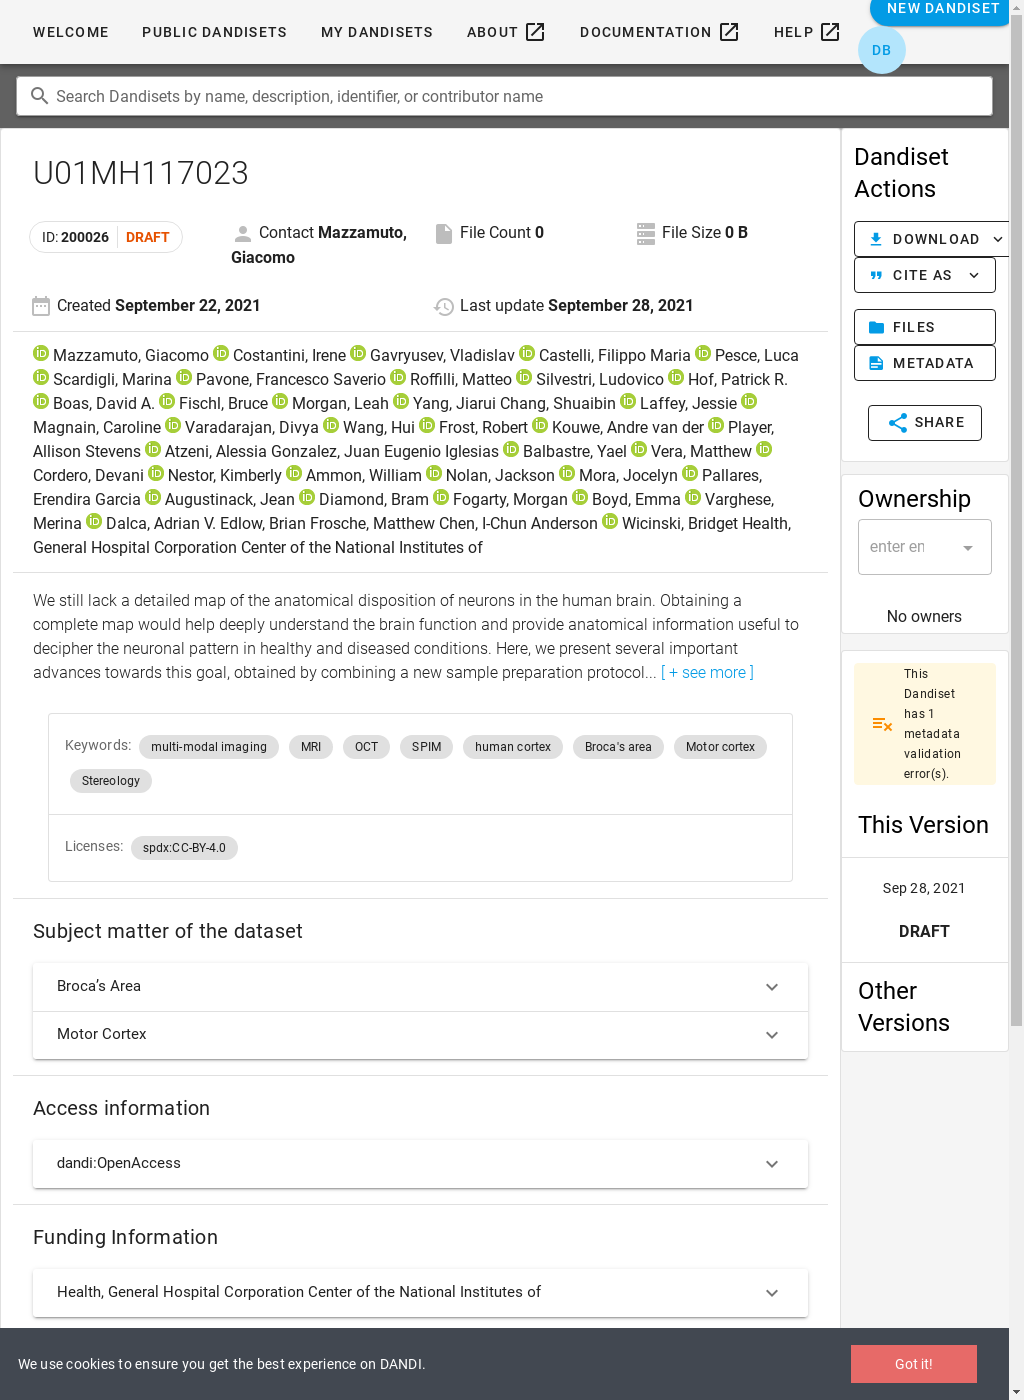 WELCOME PUBLIC DANDISETS MY DANDISETS ABOUT DOCUMENTATION HELP NEW DANDISET
DB
Search Dandisets by name, description, identifier, or contributor name
U01MH117023
ID: 200026 DRAFT
Contact Mazzamuto, Giacomo
File Count 0
File Size 0 B
Created September 22, 2021
Last update September 28, 2021
Mazzamuto, Giacomo Costantini, Irene Gavryusev, Vladislav Castelli, Filippo Maria Pesce, Luca
Scardigli, Marina Pavone, Francesco Saverio Roffilli, Matteo Silvestri, Ludovico Hof, Patrick R.
Boas, David A. Fischl, Bruce Morgan, Leah Yang, Jiarui Chang, Shuaibin Laffey, Jessie
Magnain, Caroline Varadarajan, Divya Wang, Hui Frost, Robert Kouwe, Andre van der Player,
Allison Stevens Atzeni, Alessia Gonzalez, Juan Eugenio Iglesias Balbastre, Yael Vera, Matthew
Cordero, Devani Nestor, Kimberly Ammon, William Nolan, Jackson Mora, Jocelyn Pallares,
Erendira Garcia Augustinack, Jean Diamond, Bram Fogarty, Morgan Boyd, Emma Varghese,
Merina Dalca, Adrian V. Edlow, Brian Frosche, Matthew Chen, I-Chun Anderson Wicinski, Bridget Health,
General Hospital Corporation Center of the National Institutes of
We still lack a detailed map of the anatomical disposition of neurons in the human brain. Obtaining a
complete map would help deeply understand the brain function and provide anatomical information useful to
decipher the neuronal pattern in healthy and diseased conditions. Here, we present several important
advances towards this goal, obtained by combining a new sample preparation protocol... [ + see more ]
Keywords: multi-modal imaging MRI OCT SPIM human cortex Broca's area Motor cortex
Stereology
Licenses: spdx:CC-BY-4.0
Subject matter of the dataset
Broca’s Area
Motor Cortex
Access information
dandi:OpenAccess
Funding Information
Health, General Hospital Corporation Center of the National Institutes of
Dandiset
Actions
DOWNLOAD
CITE AS
FILES
METADATA
SHARE
Ownership
enter en
No owners
This
Dandiset
has 1
metadata
validation
error(s).
This Version
Sep 28, 2021
DRAFT
Other
Versions
We use cookies to ensure you get the best experience on DANDI.
Got it!